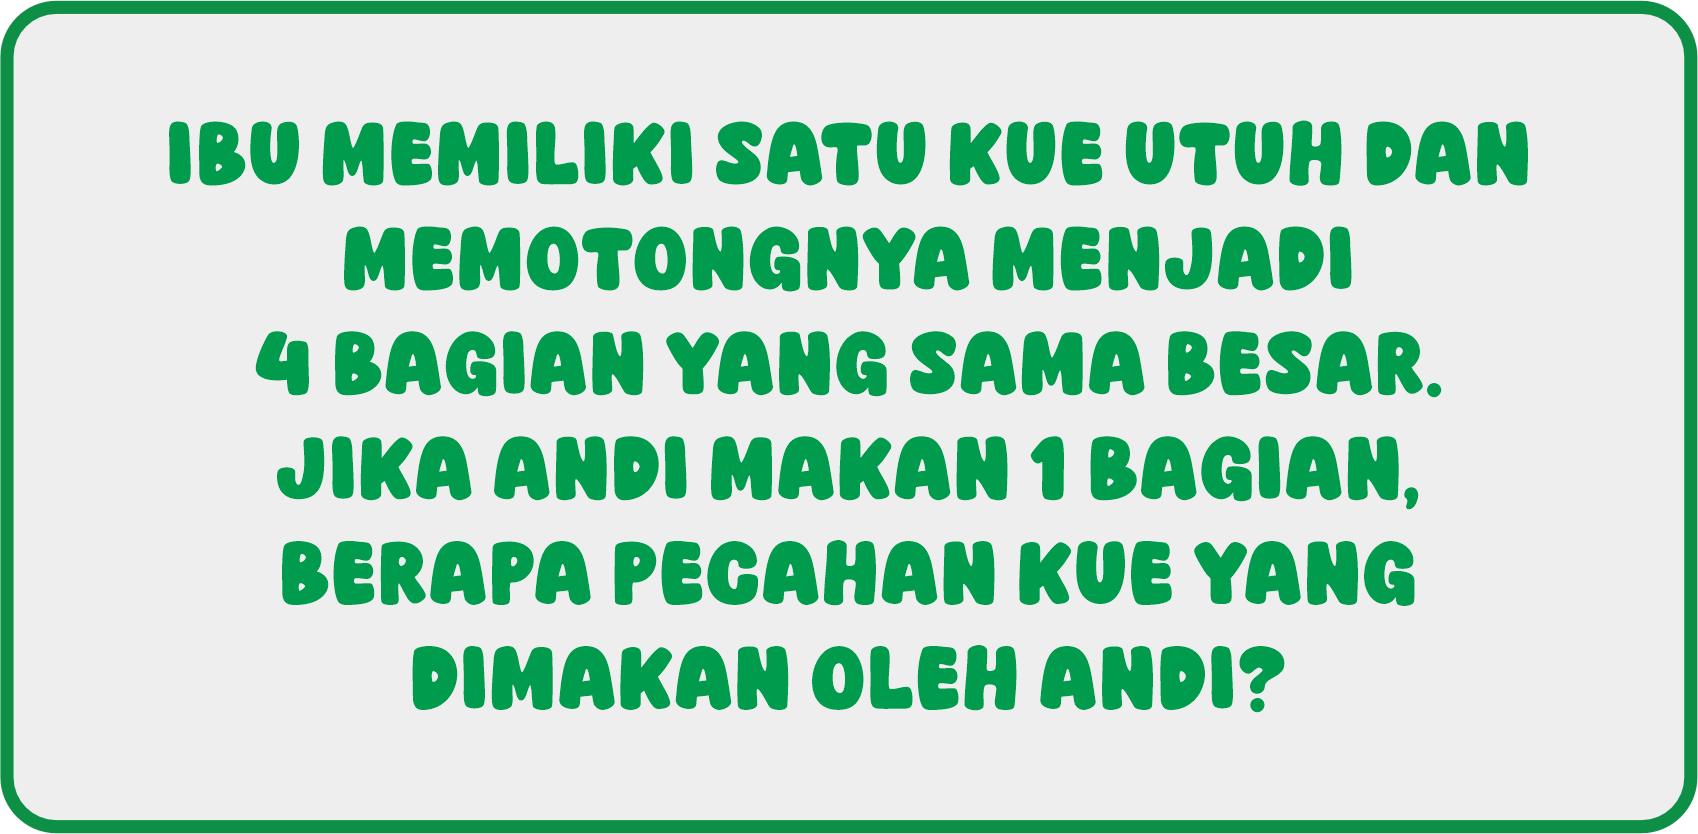 IBU MEMILIKI SATU KUE UTUH DAN
MEMOTONGNYA MENJADI
4 BAGIAN YANG SAMA BESAR.
JIKA ANDI MAKAN 1 BAGIAN,
BERAPA PECAHAN KUE YANG
DIMAKAN OLEH ANDI?